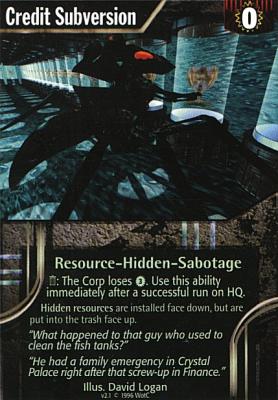 Credit Subversion
0
Resource-Hidden-Sabotage
: The Corp loses 3. Use this ability
immediately after a successful run on HQ.
Hidden resources are installed face down, but are
put into the trash face up.
"What happened to that guy who used to
clean the fish tanks?"
"He had a family emergency in Crystal
Palace right after that screw-up in Finance."
Illus. David Logan
v2.1 © 1996 WotC